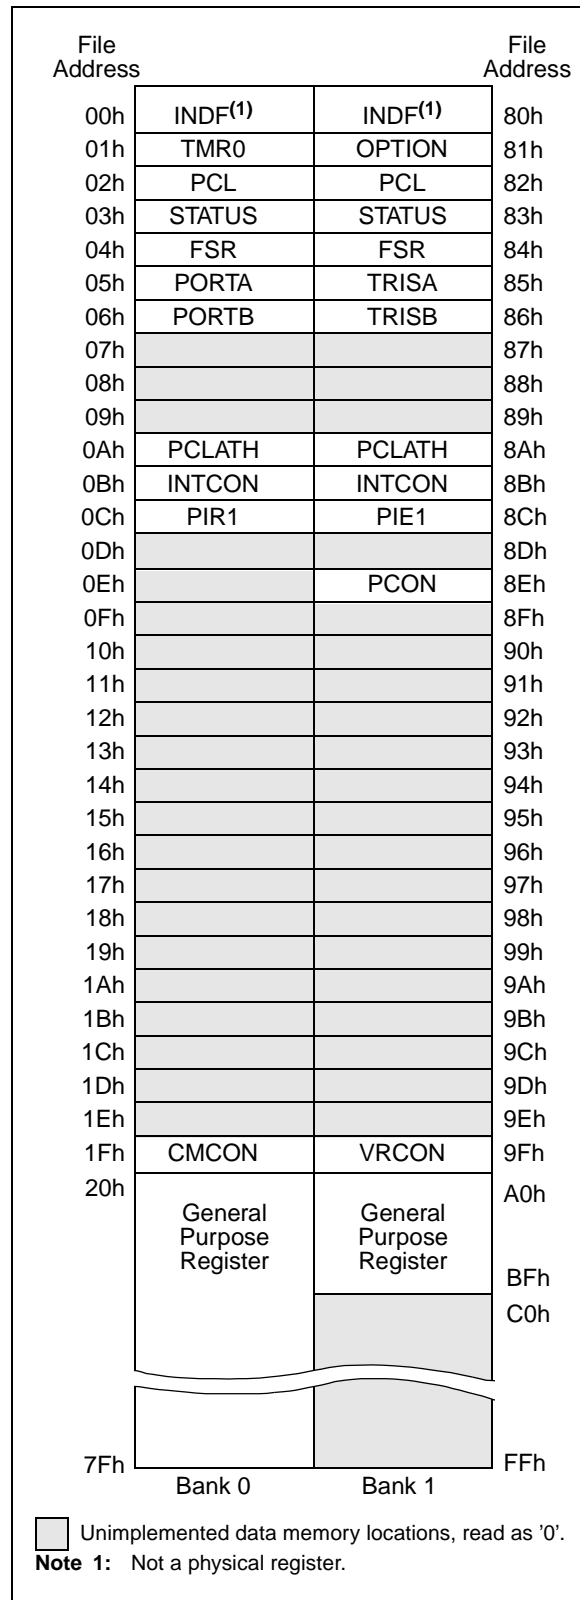 File Address File Address
00h INDF(1) INDF(1) 80h
01h TMR0 OPTION 81h
02h PCL PCL 82h
03h STATUS STATUS 83h
04h FSR FSR 84h
05h PORTA TRISA 85h
06h PORTB TRISB 86h
07h 87h
08h 88h
09h 89h
0Ah PCLATH PCLATH 8Ah
0Bh INTCON INTCON 8Bh
0Ch PIR1 PIE1 8Ch
0Dh 8Dh
0Eh PCON 8Eh
0Fh 8Fh
10h 90h
11h 91h
12h 92h
13h 93h
14h 94h
15h 95h
16h 96h
17h 97h
18h 98h
19h 99h
1Ah 9Ah
1Bh 9Bh
1Ch 9Ch
1Dh 9Dh
1Eh 9Eh
1Fh CMCON VRCON 9Fh
20h A0h
General General
Purpose Purpose
Register Register
BFh
C0h
7Fh FFh
Bank 0 Bank 1
Unimplemented data memory locations, read as '0'.
Note 1: Not a physical register.